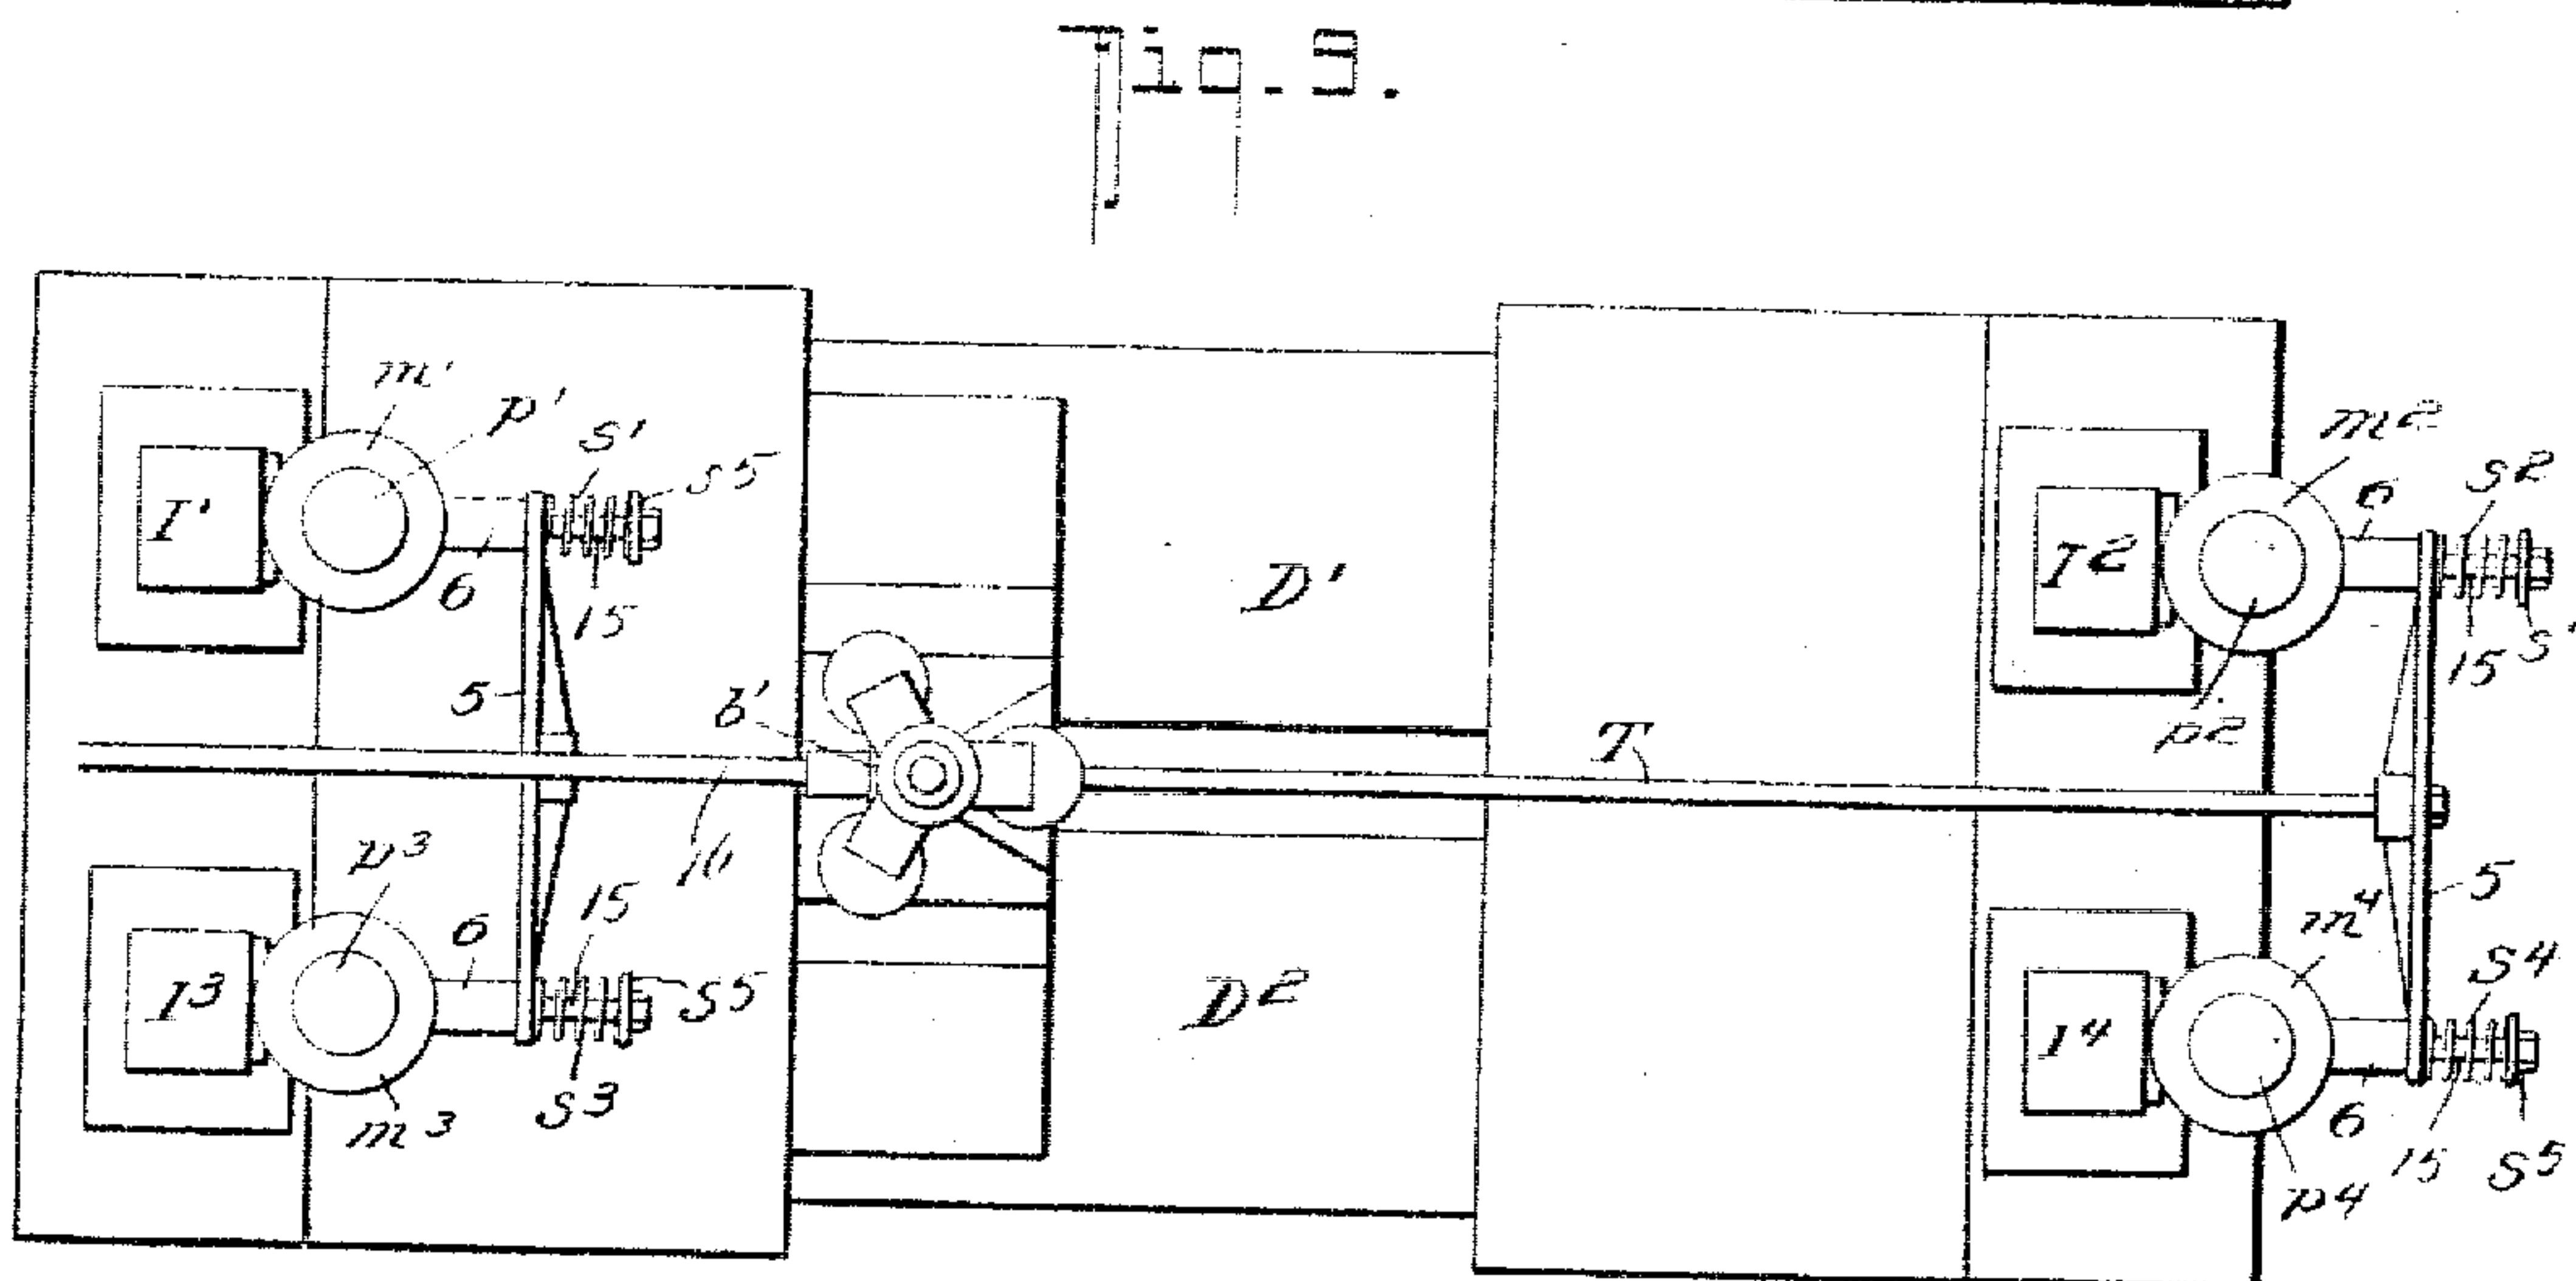 Fig. 9.
m' p' s' s5 m2 s2
I' 6 15 I2 6 15 s'
D'
5 b' T p2
p3 16 15 5
6 m4 s4
I3 s5 D2 I4
m3 s3 6 15 s5
p4